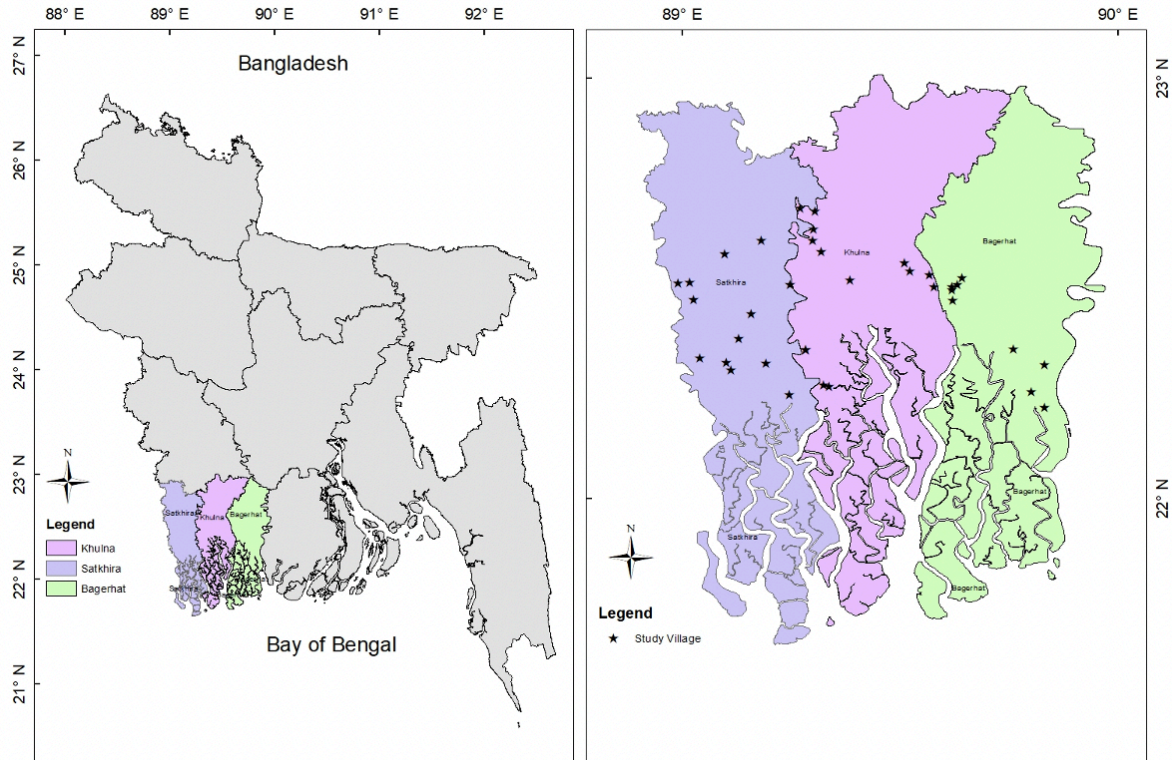 88° E 89° E 90° E 91° E 92° E
27° N
26° N
25° N
24° N
23° N
22° N
21° N
Bangladesh
N
Satkhira
Khulna
Bagerhat
Satkhira
Legend
Khulna
Satkhira
Bagerhat
Bay of Bengal
89° E 90° E
23° N
22° N
Bagerhat
Khulna
Satkhira
Bagerhat
Satkhira
Bagerhat
N
Legend
Study Village